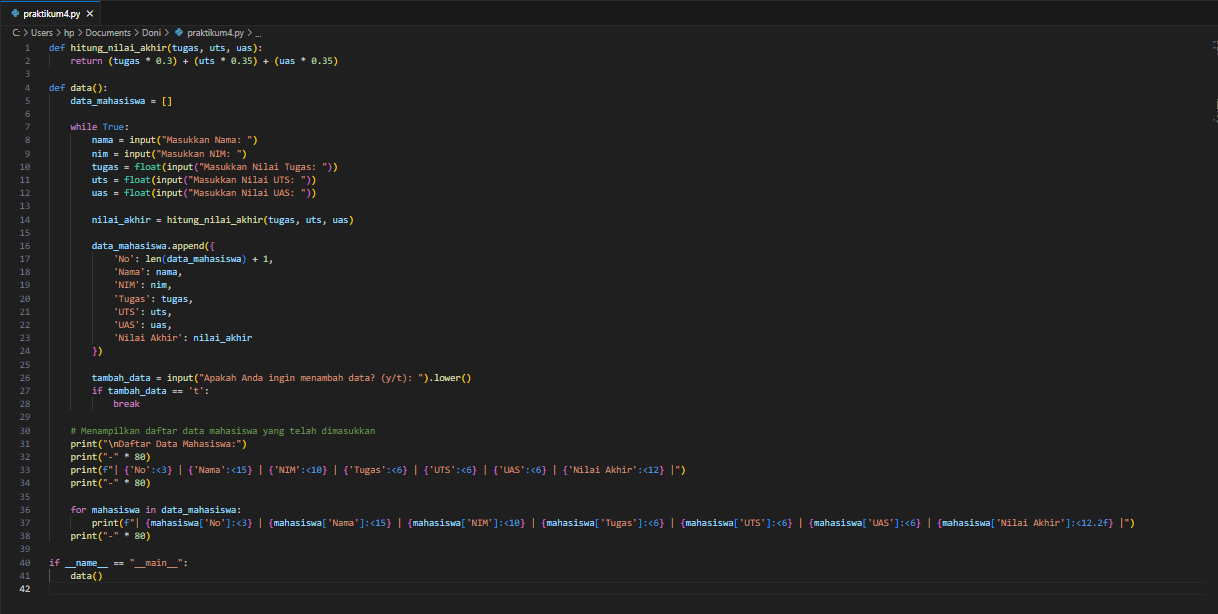 praktikum4.py ×
C: > Users > hp > Documents > Doni > praktikum4.py > ...
1 def hitung_nilai_akhir(tugas, uts, uas):
2     return (tugas * 0.3) + (uts * 0.35) + (uas * 0.35)
3
4 def data():
5     data_mahasiswa = []
6
7     while True:
8         nama = input("Masukkan Nama: ")
9         nim = input("Masukkan NIM: ")
10         tugas = float(input("Masukkan Nilai Tugas: "))
11         uts = float(input("Masukkan Nilai UTS: "))
12         uas = float(input("Masukkan Nilai UAS: "))
13
14         nilai_akhir = hitung_nilai_akhir(tugas, uts, uas)
15
16         data_mahasiswa.append({
17             'No': len(data_mahasiswa) + 1,
18             'Nama': nama,
19             'NIM': nim,
20             'Tugas': tugas,
21             'UTS': uts,
22             'UAS': uas,
23             'Nilai Akhir': nilai_akhir
24         })
25
26         tambah_data = input("Apakah Anda ingin menambah data? (y/t): ").lower()
27         if tambah_data == 't':
28             break
29
30     # Menampilkan daftar data mahasiswa yang telah dimasukkan
31     print("\nDaftar Data Mahasiswa:")
32     print("-" * 80)
33     print(f"| {'No':<3} | {'Nama':<15} | {'NIM':<10} | {'Tugas':<6} | {'UTS':<6} | {'UAS':<6} | {'Nilai Akhir':<12} |")
34     print("-" * 80)
35
36     for mahasiswa in data_mahasiswa:
37         print(f"| {mahasiswa['No']:<3} | {mahasiswa['Nama']:<15} | {mahasiswa['NIM']:<10} | {mahasiswa['Tugas']:<6} | {mahasiswa['UTS']:<6} | {mahasiswa['UAS']:<6} | {mahasiswa['Nilai Akhir']:<12.2f} |")
38     print("-" * 80)
39
40 if __name__ == "__main__":
41     data()
42